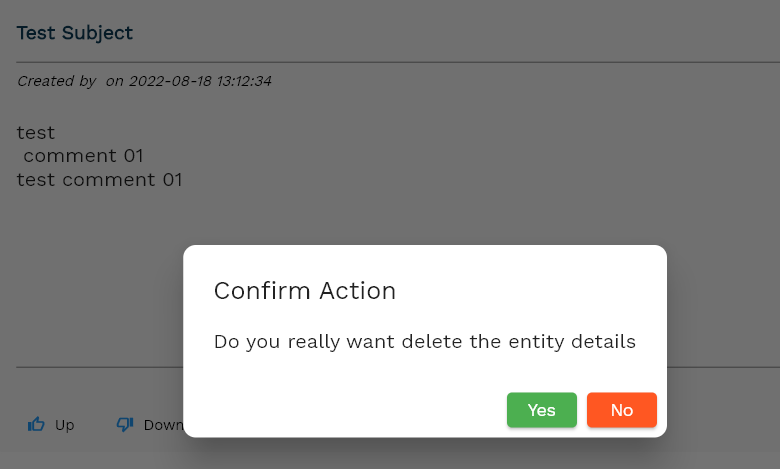 Test Subject
Created by  on 2022-08-18 13:12:34
test
 comment 01
test comment 01
Confirm Action
Do you really want delete the entity details
Yes No
Up Down